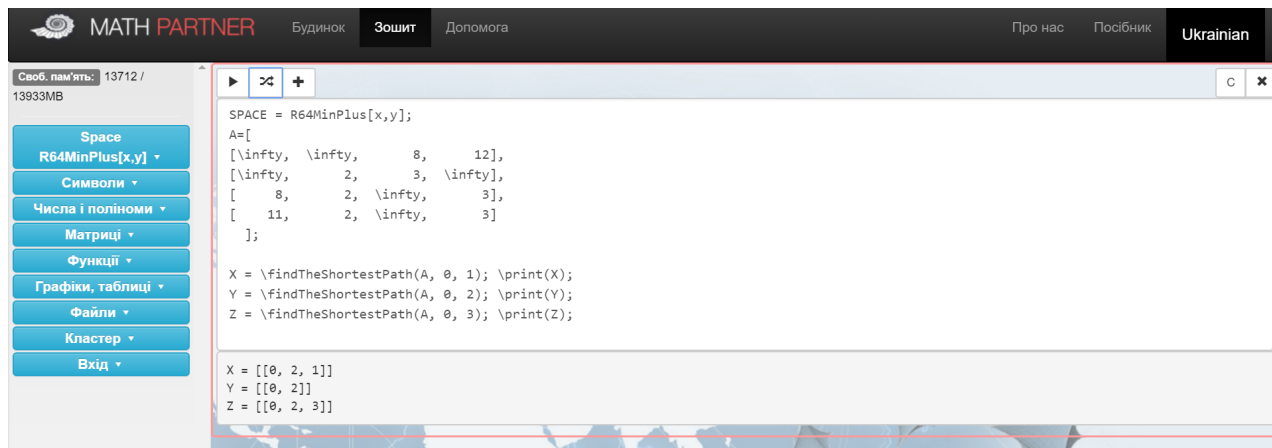 MATH PARTNER Будинок Зошит Допомога Про нас Посібник Ukrainian
Своб. пам'ять: 13712 /
13933MB
Space
R64MinPlus[x,y]
Символи
Числа і поліноми
Матриці
Функції
Графіки, таблиці
Файли
Кластер
Вхід
C
SPACE = R64MinPlus[x,y];
A=[
[\infty, \infty, 8, 12],
[\infty, 2, 3, \infty],
[ 8, 2, \infty, 3],
[ 11, 2, \infty, 3]
];
X = \findTheShortestPath(A, 0, 1); \print(X);
Y = \findTheShortestPath(A, 0, 2); \print(Y);
Z = \findTheShortestPath(A, 0, 3); \print(Z);
X = [[0, 2, 1]]
Y = [[0, 2]]
Z = [[0, 2, 3]]